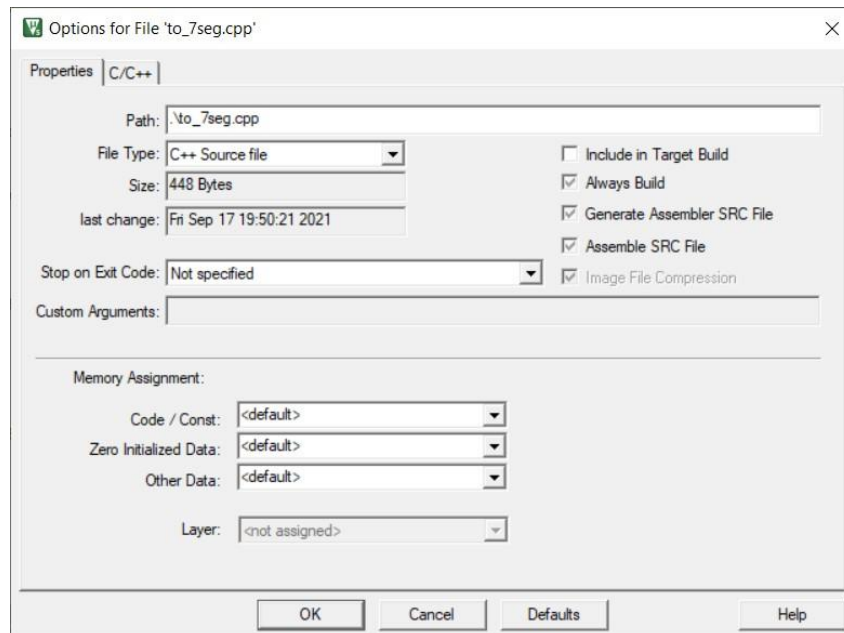 Options for File 'to_7seg.cpp'
Properties
C/C++
Path: .\to_7seg.cpp
File Type: C++ Source file
Include in Target Build
Size: 448 Bytes
Always Build
last change: Fri Sep 17 19:50:21 2021
Generate Assembler SRC File
Assemble SRC File
Stop on Exit Code: Not specified
Image File Compression
Custom Arguments:
Memory Assignment:
Code / Const: <default>
Zero Initialized Data: <default>
Other Data: <default>
Layer: <not assigned>
OK
Cancel
Defaults
Help